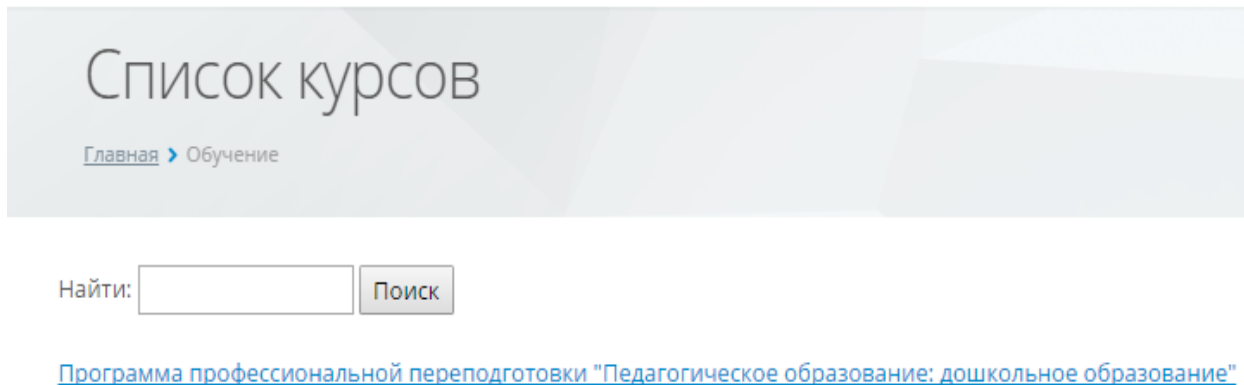 Список курсов
Главная > Обучение
Найти: Поиск
Программа профессиональной переподготовки "Педагогическое образование: дошкольное образование"